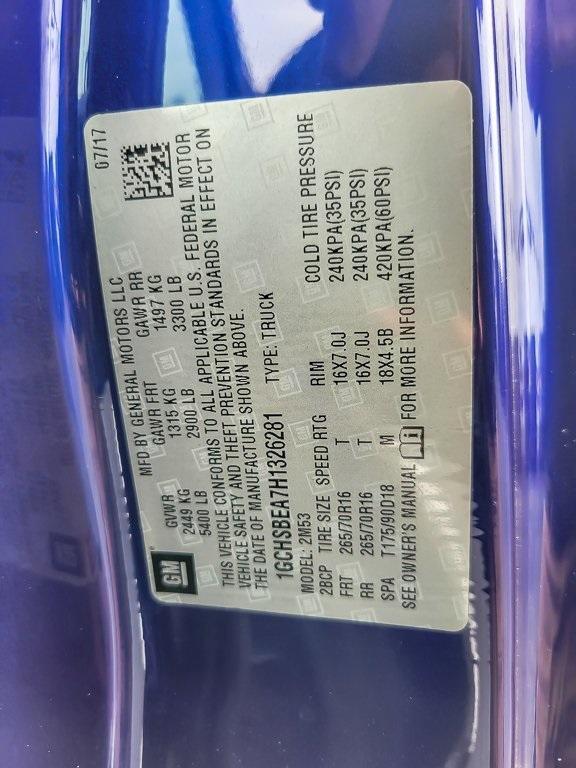 GM
MFD BY GENERAL MOTORS LLC 07/17
GVWR GAWR FRT GAWR RR
2449 KG 1315 KG 1497 KG
5400 LB 2900 LB 3300 LB
THIS VEHICLE CONFORMS TO ALL APPLICABLE U.S. FEDERAL MOTOR
VEHICLE SAFETY AND THEFT PREVENTION STANDARDS IN EFFECT ON
THE DATE OF MANUFACTURE SHOWN ABOVE.
1GCHSBEA7H1326281 TYPE: TRUCK
MODEL: 2M53
2BCP TIRE SIZE SPEED RTG RIM COLD TIRE PRESSURE
FRT 265/70R16 T 16X7.0J 240KPA(35PSI)
RR 265/70R16 T 16X7.0J 240KPA(35PSI)
SPA T175/90D18 M 18X4.5B 420KPA(60PSI)
SEE OWNER'S MANUAL FOR MORE INFORMATION.